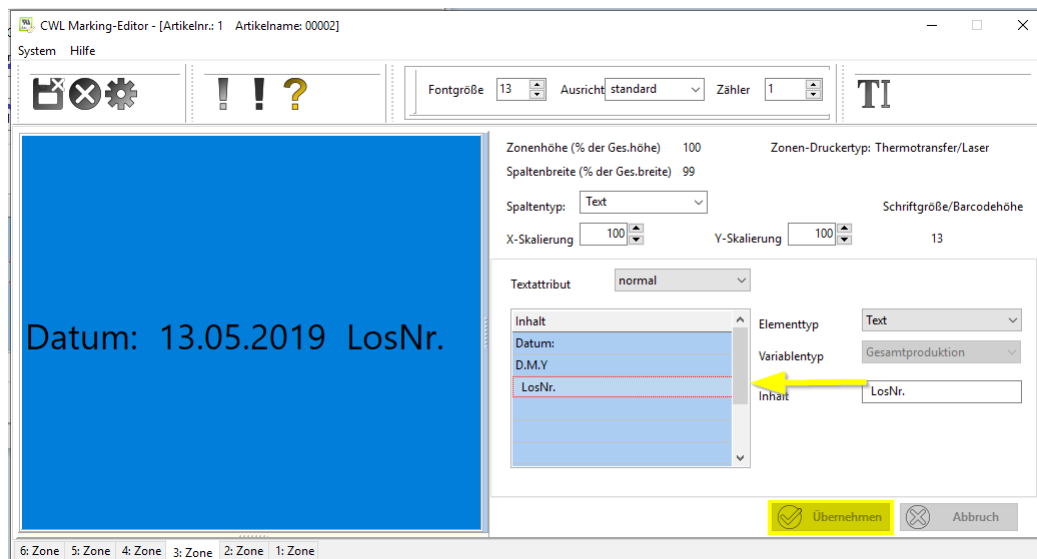 CWL Marking-Editor - [Artikelnr.: 1 Artikelname: 00002]
System Hilfe
Fontgröße 13 Ausricht standard Zähler 1
Zonenhöhe (% der Ges.höhe) 100 Zonen-Druckertyp: Thermotransfer/Laser
Spaltenbreite (% der Ges.breite) 99
Spaltentyp: Text Schriftgröße/Barcodehöhe
X-Skalierung 100 Y-Skalierung 100 13
Textattribut normal
Inhalt Elementtyp Text
Datum:
D.M.Y Variablentyp Gesamtproduktion
LosNr. Inhalt LosNr.
Datum: 13.05.2019 LosNr.
Übernehmen Abbruch
6: Zone 5: Zone 4: Zone 3: Zone 2: Zone 1: Zone